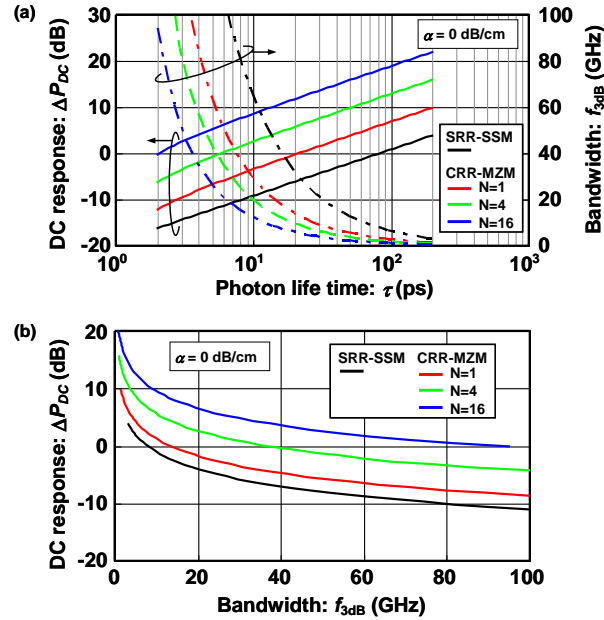 (a)
DC response: ΔP_DC (dB)
30
20
10
0
-10
-20
α = 0 dB/cm
SRR-SSM
CRR-MZM
N=1
N=4
N=16
100
80
60
40
20
0
Bandwidth: f_3dB (GHz)
10^0 10^1 10^2 10^3
Photon life time: τ (ps)
(b)
DC response: ΔP_DC (dB)
20
10
0
-10
-20
α = 0 dB/cm
SRR-SSM CRR-MZM
N=1
N=4
N=16
0 20 40 60 80 100
Bandwidth: f_3dB (GHz)